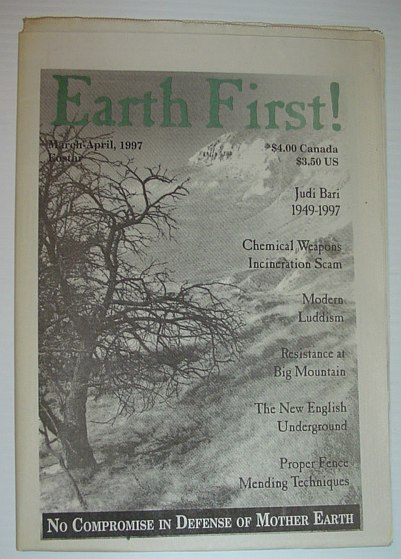 Earth First!
March-April, 1997
Eostar
$4.00 Canada
$3.50 US
Judi Bari
1949-1997
Chemical Weapons
Incineration Scam
Modern
Luddism
Resistance at
Big Mountain
The New English
Underground
Proper Fence
Mending Techniques
NO COMPROMISE IN DEFENSE OF MOTHER EARTH